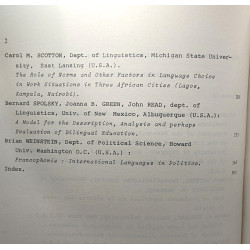 2
Carol M. SCOTTON, Dept. of Linguistics, Michigan State Univer-
sity, East Lansing (U.S.A.).
The Role of Norms and Other Factors in Language Choice
in Work Situations in Three African Cities (Lagos,
Kampala, Nairobi).
Bernard SPOLSKY, Joanna B. GREEN, John READ, dept. of
Linguistics, Univ. of New Mexico, Albuquerque (U.S.A.):
A Model for the Description, Analysis and perhaps
Evaluation of Bilingual Education.
Brian WEINSTEIN, Dept. of Political Science, Howard
Univ. Washington D.C. (U.S.A.) :
Francophonie : International Languages in Politics.
Index.